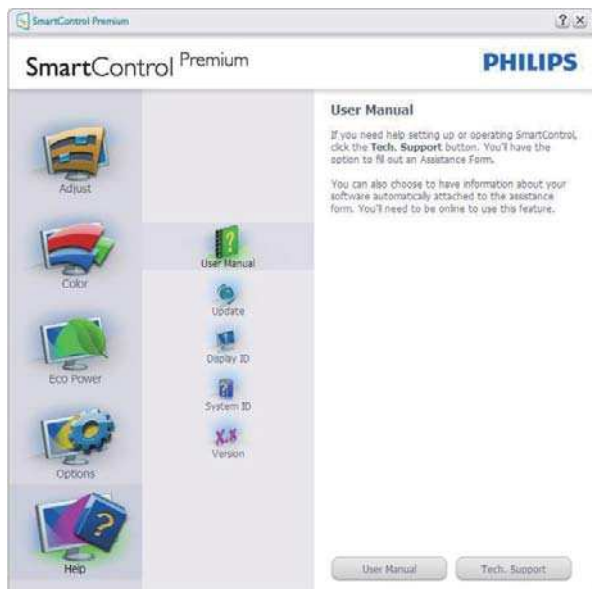 SmartControl Premium
? ×
SmartControl Premium
PHILIPS
Adjust
Color
Eco Power
Options
Help
User Manual
Update
Display ID
System ID
X.X
Version
User Manual
If you need help setting up or operating SmartControl,
click the Tech. Support button. You'll have the
option to fill out an Assistance Form.
You can also choose to have information about your
software automatically attached to the assistance
form. You'll need to be online to use this feature.
User Manual
Tech. Support